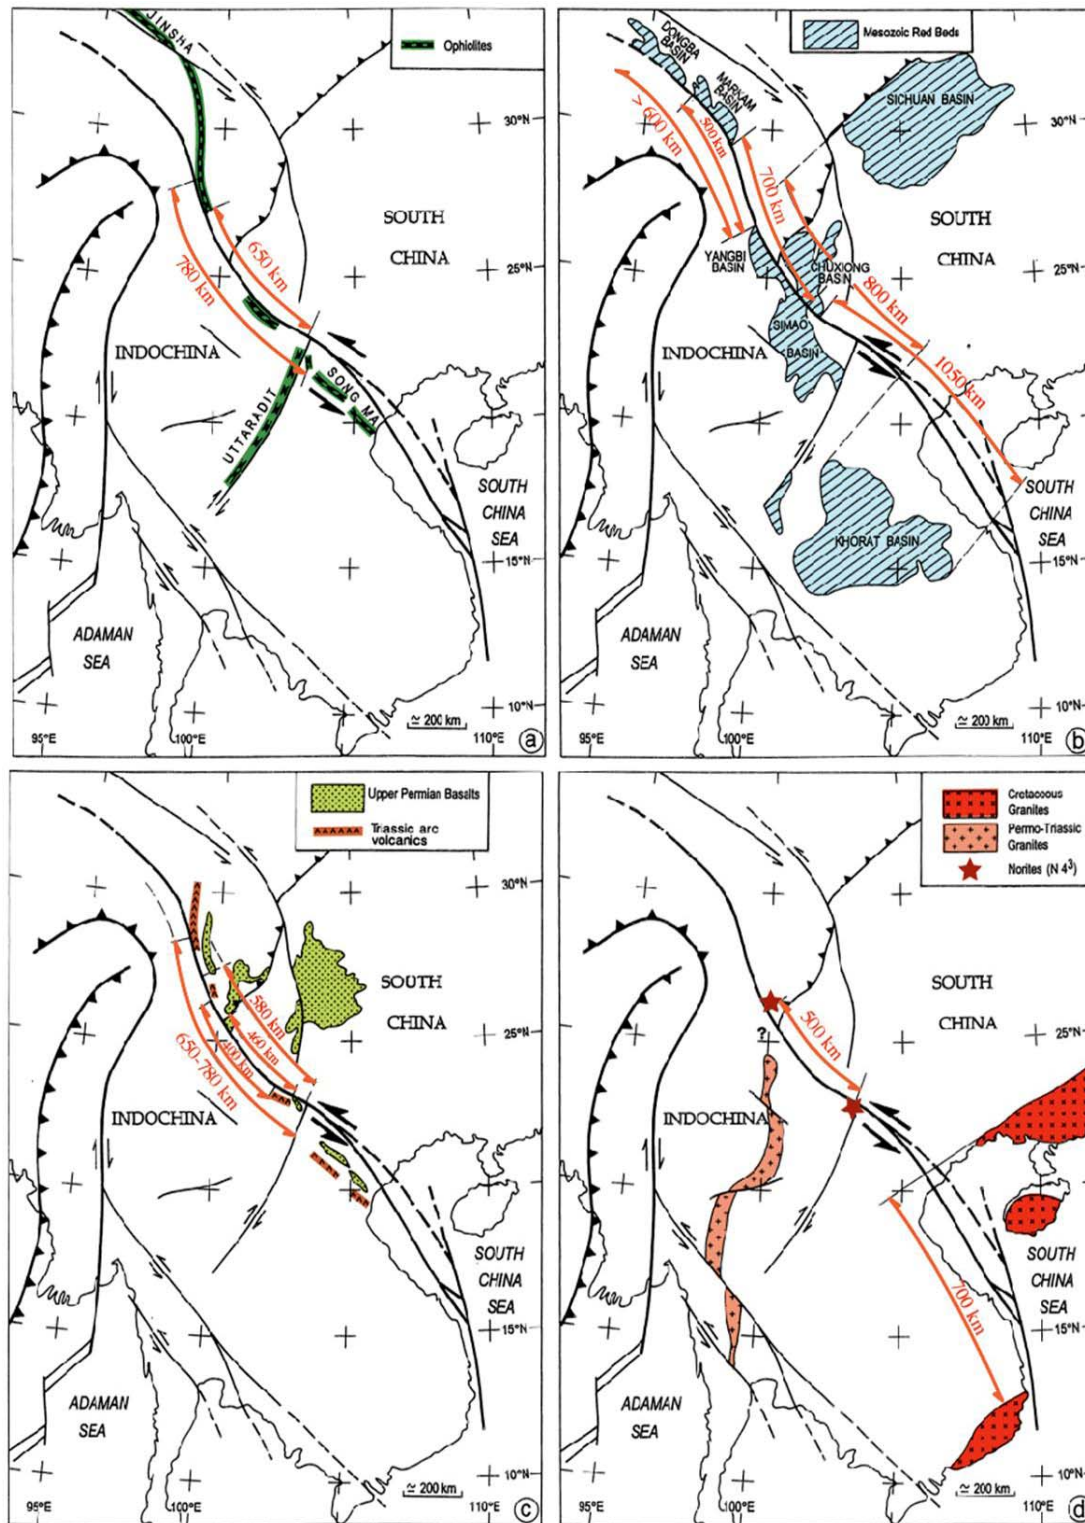 JINSHA
Ophiolites
30°N
SOUTH
CHINA
650 km
780 km
25°N
INDOCHINA
UTTARADIT
SONG MA
SOUTH
CHINA
SEA
15°N
ADAMAN
SEA
10°N
≃ 200 km
95°E
100°E
110°E
a
Mesozoic Red Beds
DONGBA
BASIN
MARKAM
BASIN
SICHUAN BASIN
30°N
> 600 km
500 km
700 km
SOUTH
CHINA
YANGBI
BASIN
CHUXIONG
BASIN
25°N
800 km
SIMAO
BASIN
INDOCHINA
1050 km
SOUTH
CHINA
SEA
KHORAT BASIN
15°N
ADAMAN
SEA
10°N
≃ 200 km
95°E
100°E
110°E
b
Upper Permian Basalts
Triassic arc
volcanics
30°N
SOUTH
CHINA
580 km
460 km
400 km
650-780 km
25°N
INDOCHINA
SOUTH
CHINA
SEA
15°N
ADAMAN
SEA
10°N
≃ 200 km
95°E
100°E
110°E
c
Cretaceous
Granites
Permo-Triassic
Granites
Norites (N 4³)
30°N
SOUTH
CHINA
500 km
25°N
?
INDOCHINA
SOUTH
CHINA
SEA
700 km
15°N
ADAMAN
SEA
10°N
≃ 200 km
95°E
100°E
110°E
d